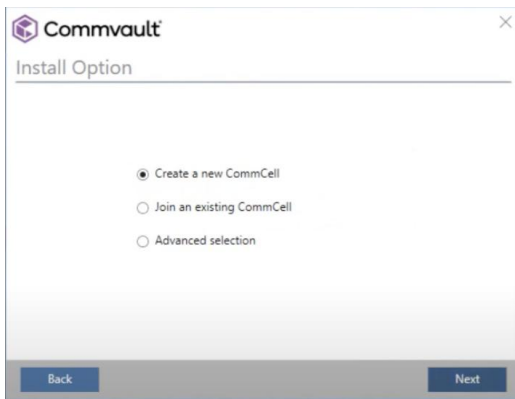 Commvault
Install Option
Create a new CommCell
Join an existing CommCell
Advanced selection
Back
Next